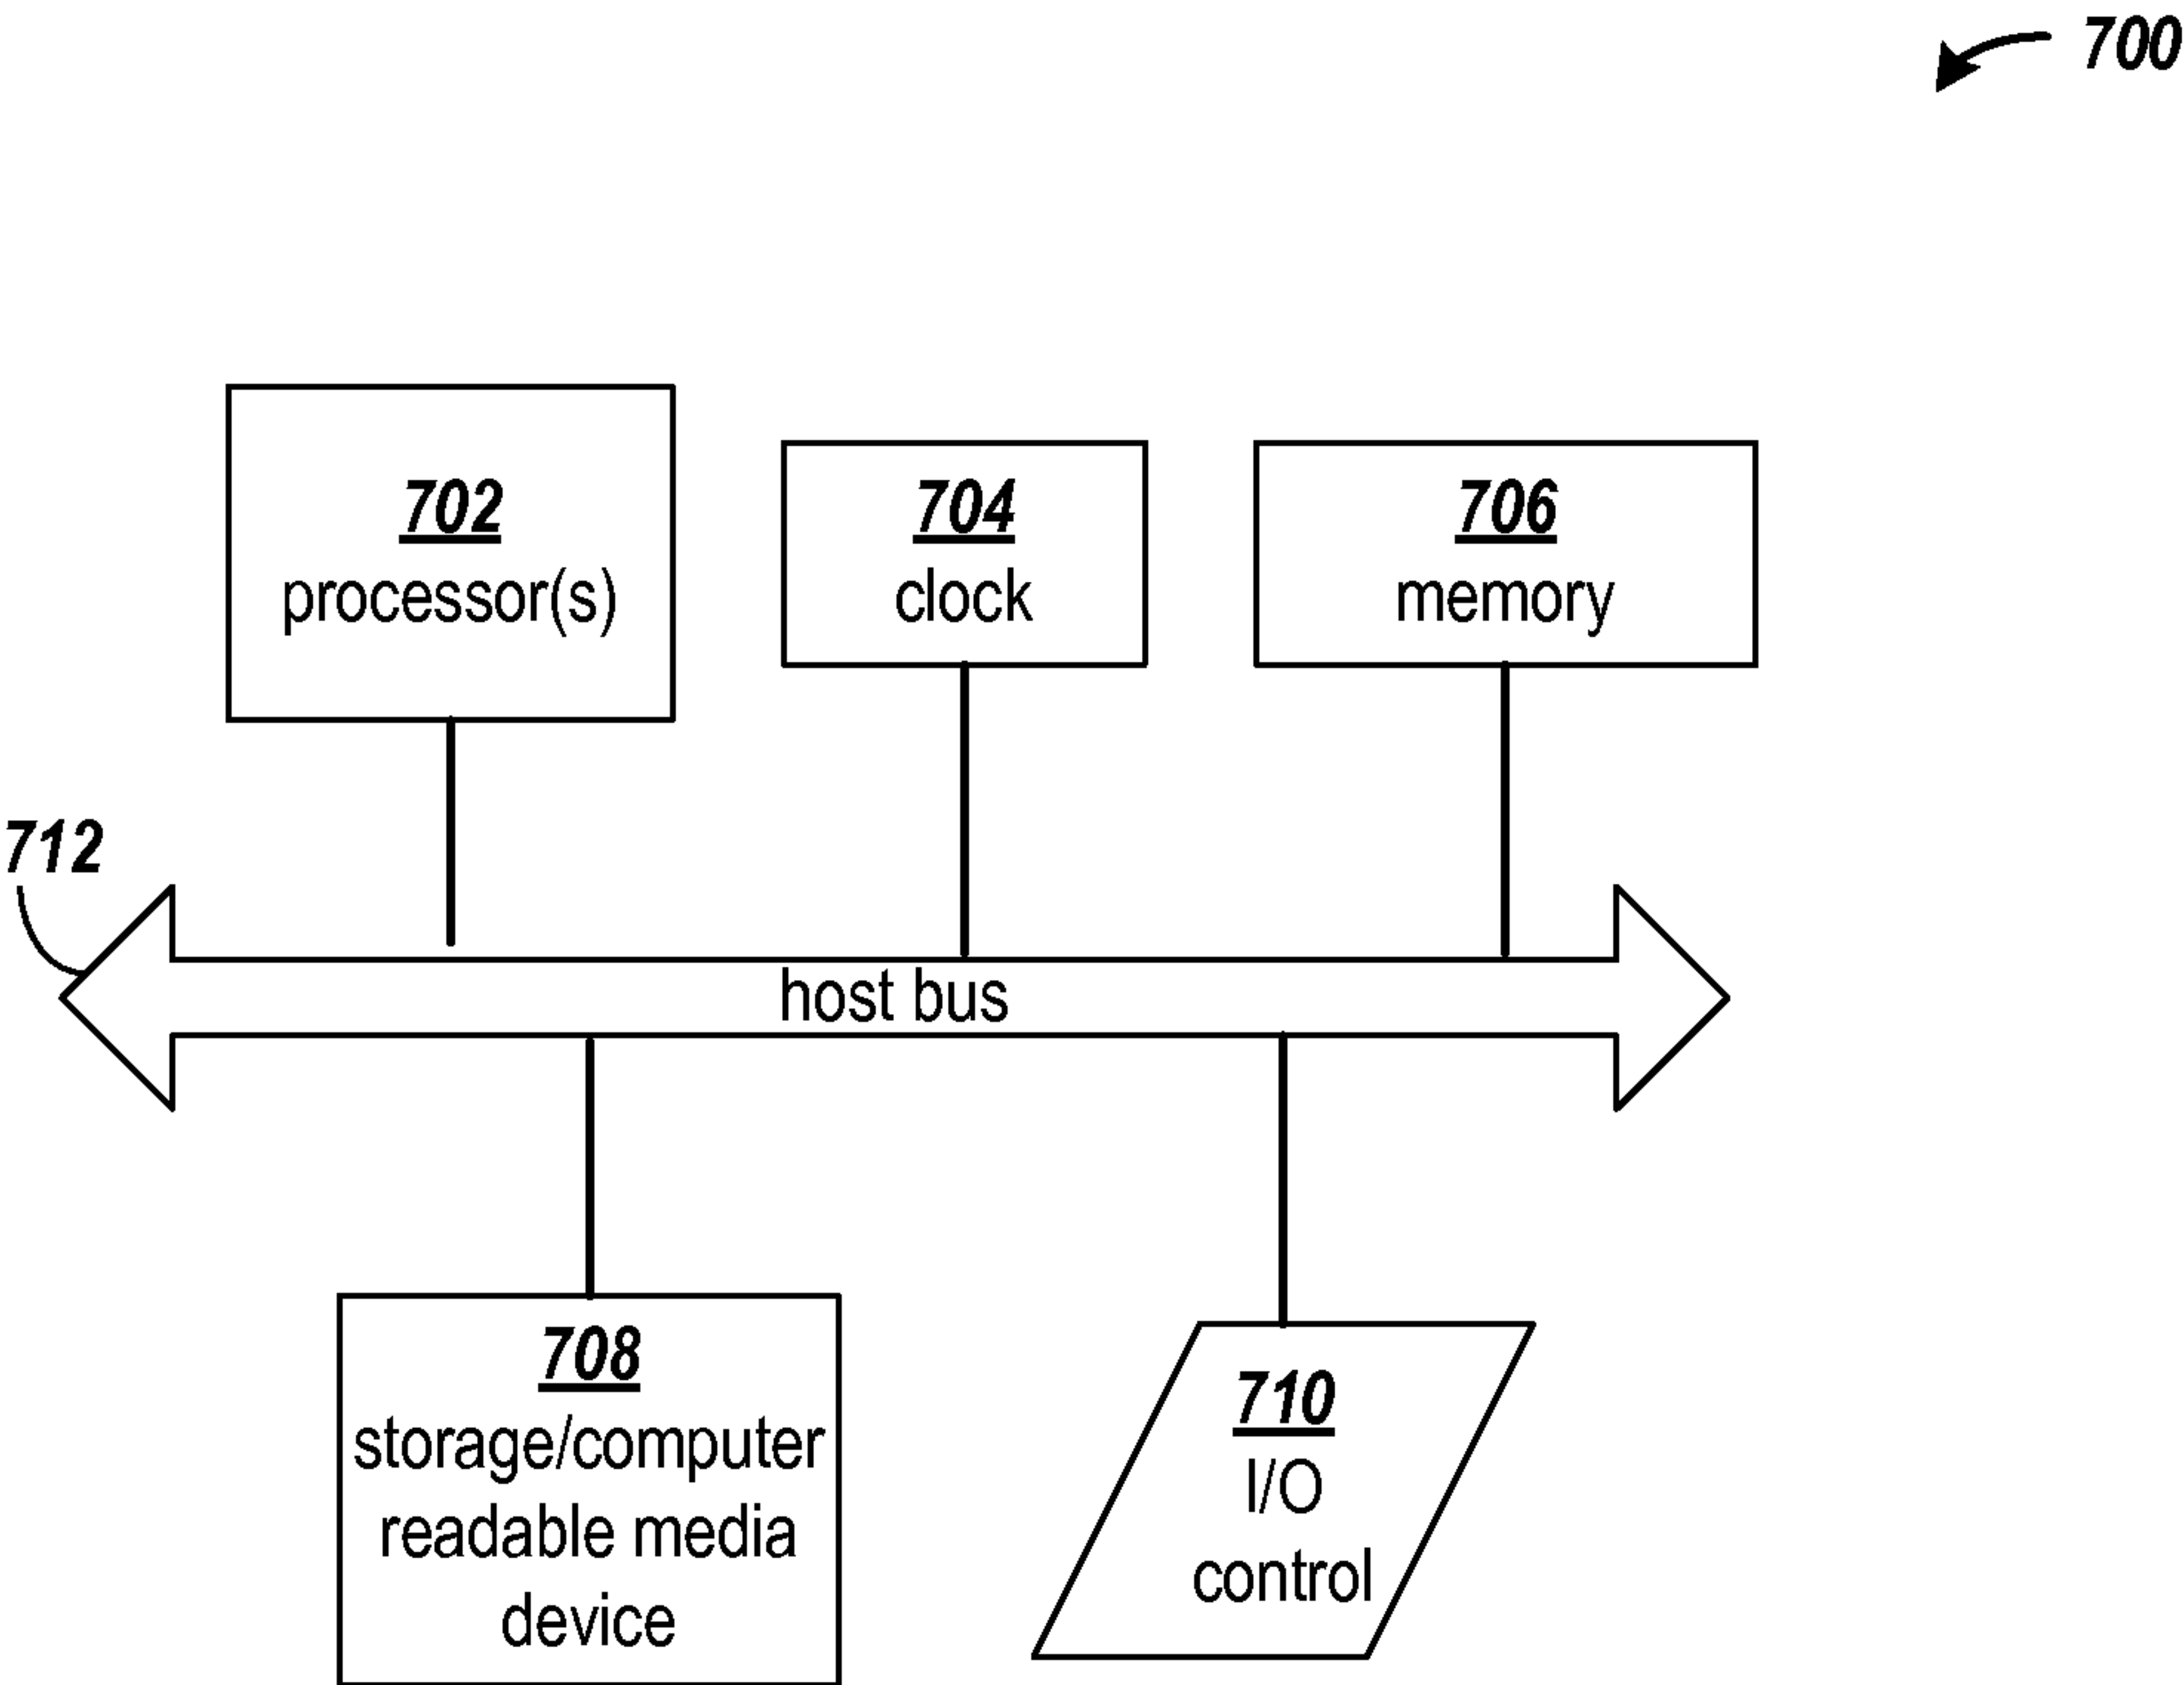 700
702
processor(s)
704
clock
706
memory
712
host bus
708
storage/computer
readable media
device
710
I/O
control